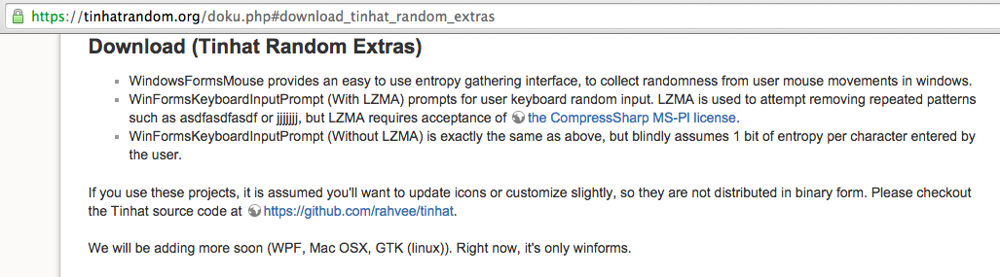 https://tinhatrandom.org/doku.php#download_tinhat_random_extras
Download (Tinhat Random Extras)
WindowsFormsMouse provides an easy to use entropy gathering interface, to collect randomness from user mouse movements in windows.
WinFormsKeyboardInputPrompt (With LZMA) prompts for user keyboard random input. LZMA is used to attempt removing repeated patterns
such as asdfasdfasdf or jjjjjjj, but LZMA requires acceptance of the CompressSharp MS-Pl license.
WinFormsKeyboardInputPrompt (Without LZMA) is exactly the same as above, but blindly assumes 1 bit of entropy per character entered by
the user.
If you use these projects, it is assumed you'll want to update icons or customize slightly, so they are not distributed in binary form. Please checkout
the Tinhat source code at https://github.com/rahvee/tinhat.
We will be adding more soon (WPF, Mac OSX, GTK (linux)). Right now, it's only winforms.